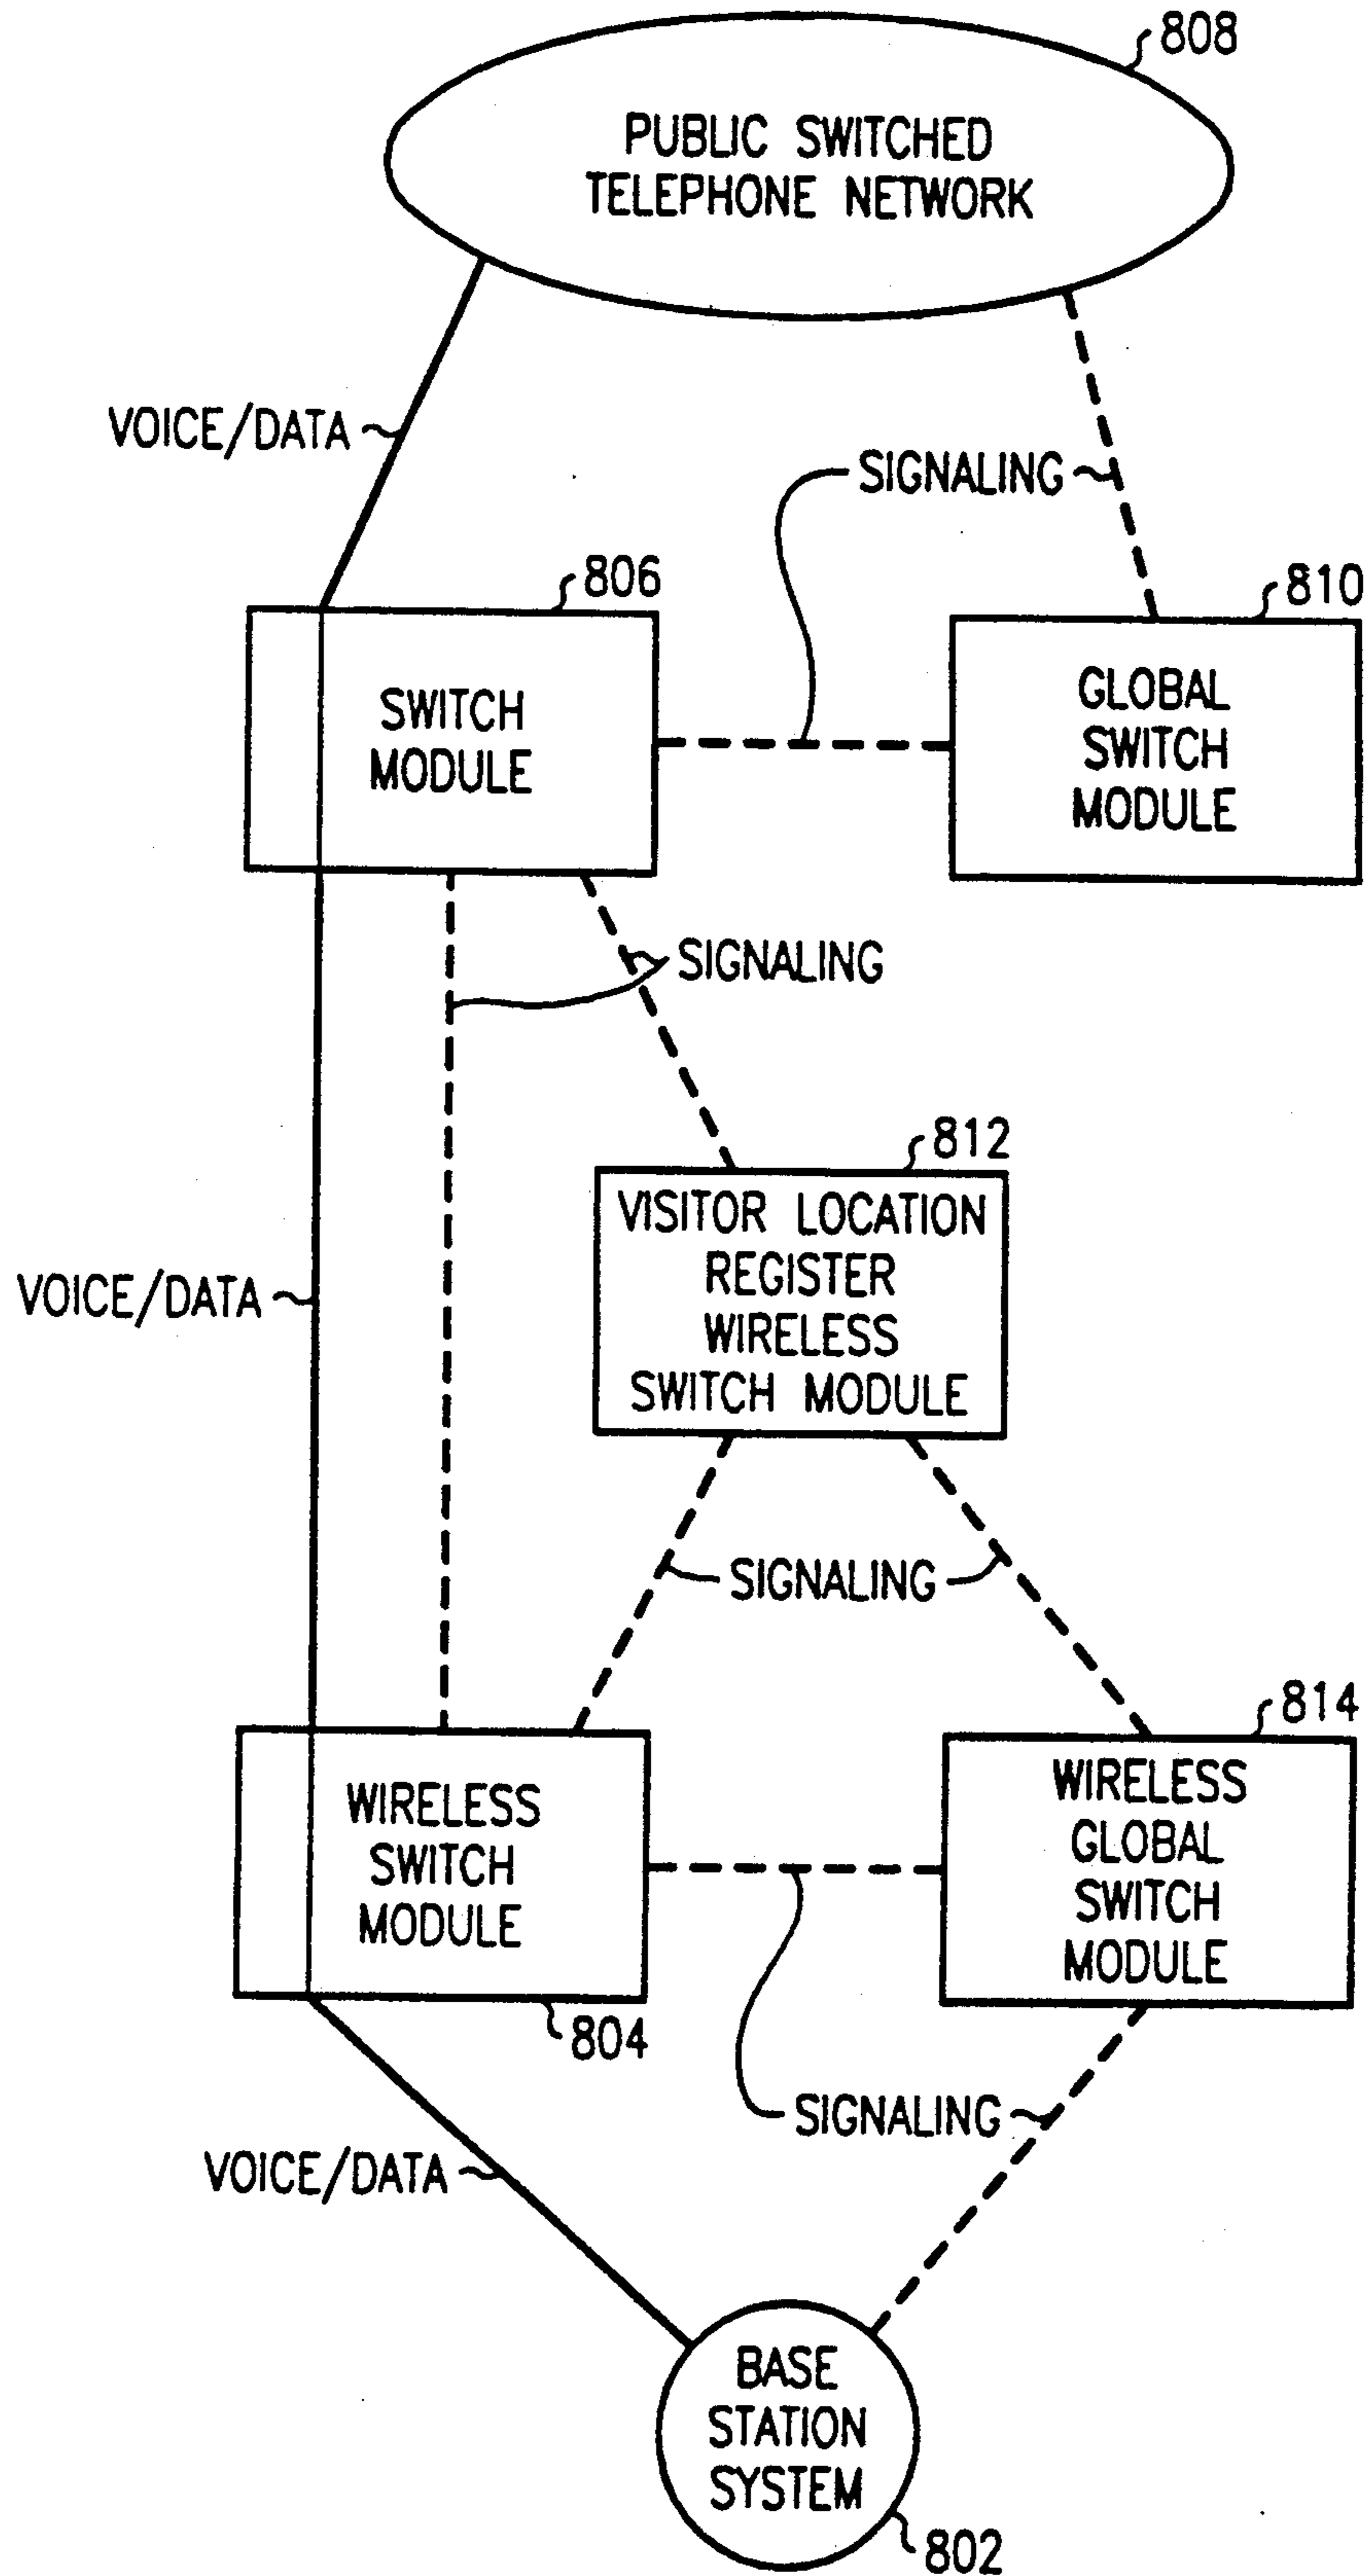 808
PUBLIC SWITCHED
TELEPHONE NETWORK
VOICE/DATA
SIGNALING
806
SWITCH
MODULE
810
GLOBAL
SWITCH
MODULE
SIGNALING
812
VISITOR LOCATION
REGISTER
WIRELESS
SWITCH MODULE
VOICE/DATA
SIGNALING
WIRELESS
SWITCH
MODULE
804
814
WIRELESS
GLOBAL
SWITCH
MODULE
SIGNALING
VOICE/DATA
BASE
STATION
SYSTEM
802